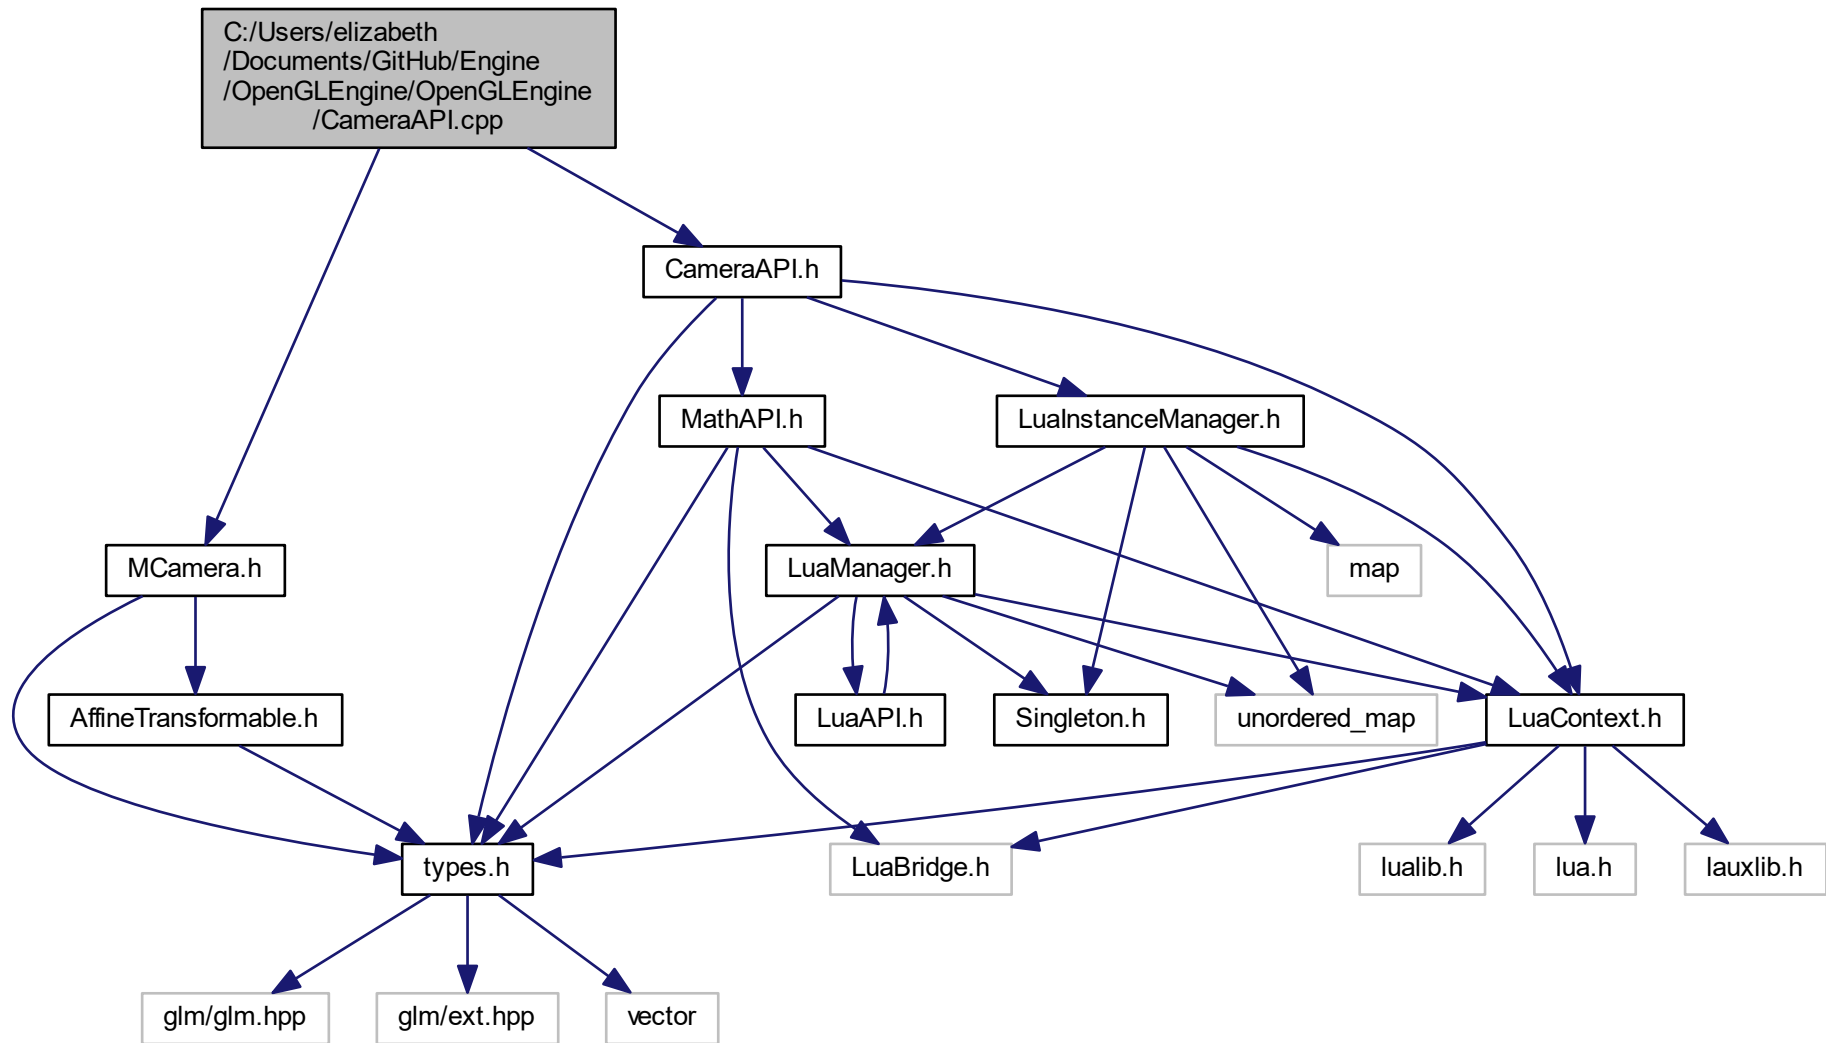 C:/Users/elizabeth
/Documents/GitHub/Engine
/OpenGLEngine/OpenGLEngine
/CameraAPI.cpp
CameraAPI.h
MathAPI.h
LuaInstanceManager.h
MCamera.h
LuaManager.h
map
AffineTransformable.h
LuaAPI.h
Singleton.h
unordered_map
LuaContext.h
types.h
LuaBridge.h
lualib.h
lua.h
lauxlib.h
glm/glm.hpp
glm/ext.hpp
vector